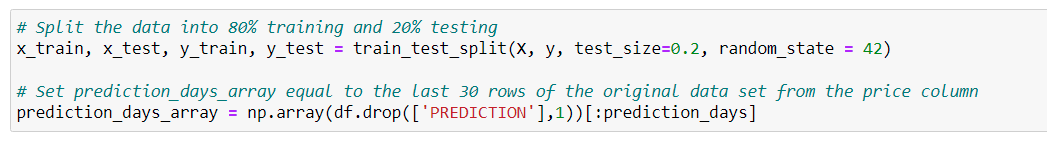 # Split the data into 80% training and 20% testing
x_train, x_test, y_train, y_test = train_test_split(X, y, test_size=0.2, random_state = 42)
# Set prediction_days_array equal to the last 30 rows of the original data set from the price column
prediction_days_array = np.array(df.drop(['PREDICTION'],1))[:prediction_days]